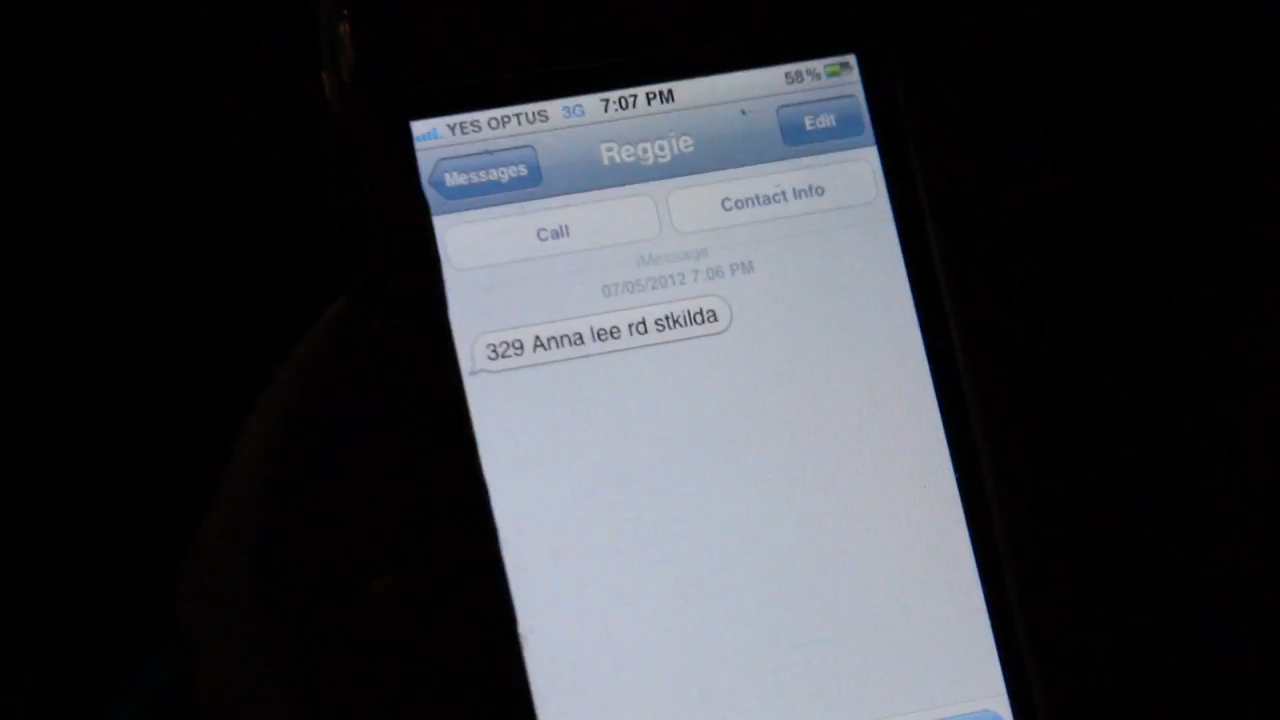 YES OPTUS 3G 7:07 PM 58%
Messages Reggie Edit
Call Contact Info
iMessage
07/05/2012 7:06 PM
329 Anna lee rd stkilda